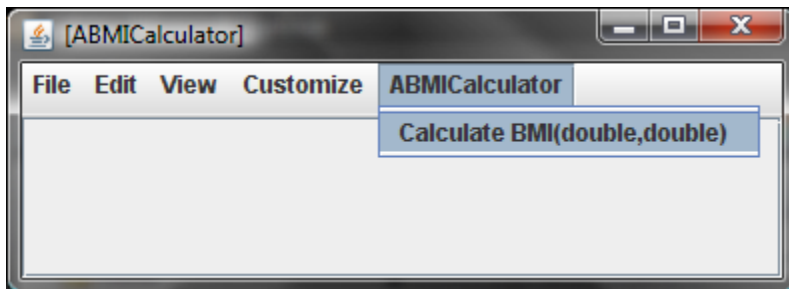 [ABMICalculator]
File Edit View Customize ABMICalculator
Calculate BMI(double,double)